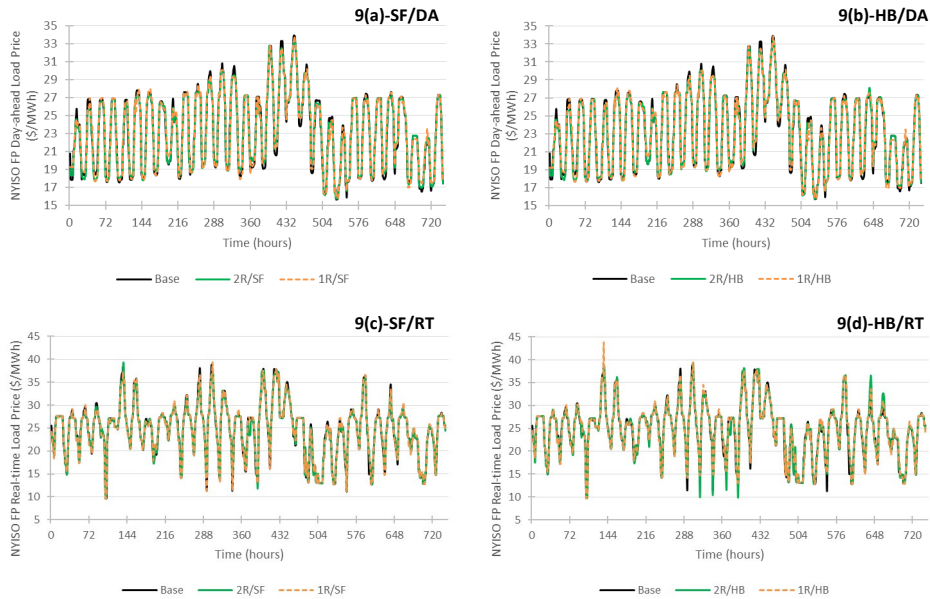 9(a)-SF/DA
NYISO FP Day-ahead Load Price
($/MWh)
35
33
31
29
27
25
23
21
19
17
15
0 72 144 216 288 360 432 504 576 648 720
Time (hours)
Base 2R/SF 1R/SF
9(b)-HB/DA
NYISO FP Day-ahead Load Price
($/MWh)
35
33
31
29
27
25
23
21
19
17
15
0 72 144 216 288 360 432 504 576 648 720
Time (hours)
Base 2R/HB 1R/HB
9(c)-SF/RT
NYISO FP Real-time Load Price ($/MWh)
45
40
35
30
25
20
15
10
5
0 72 144 216 288 360 432 504 576 648 720
Time (hours)
Base 2R/SF 1R/SF
9(d)-HB/RT
NYISO FP Real-time Load Price ($/MWh)
45
40
35
30
25
20
15
10
5
0 72 144 216 288 360 432 504 576 648 720
Time (hours)
Base 2R/HB 1R/HB